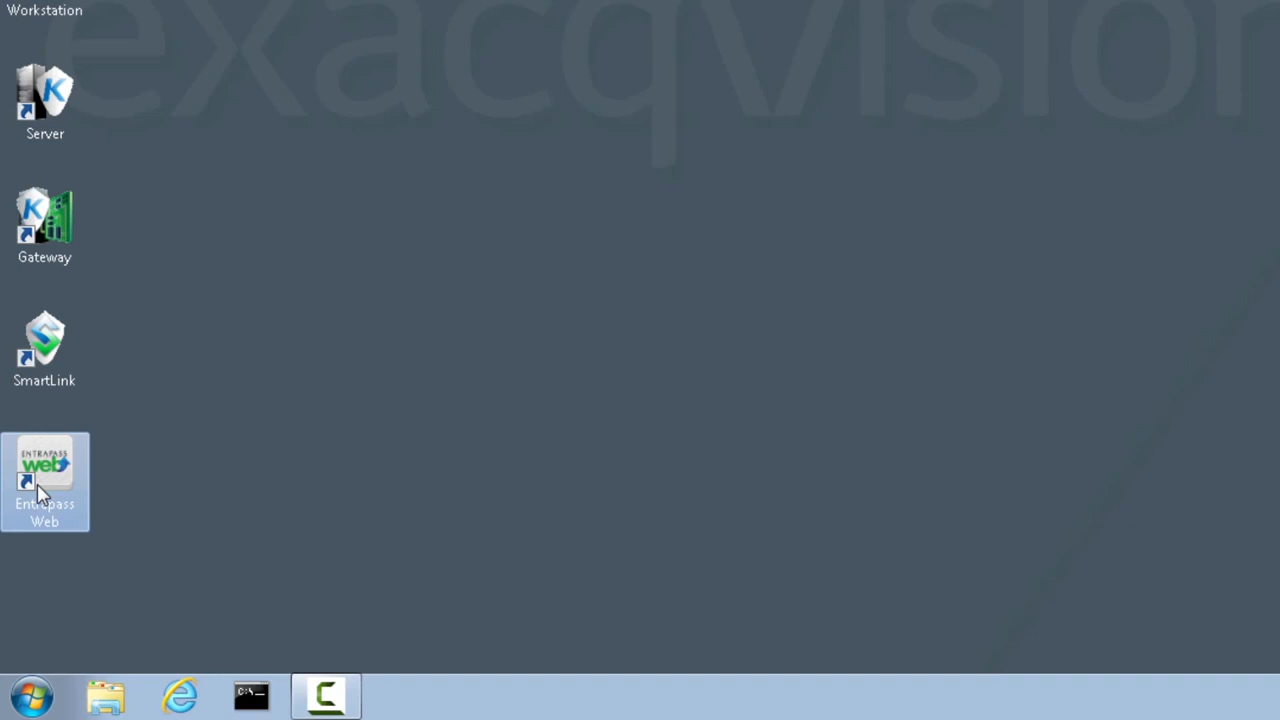 Workstation
exacqvision
Server
Gateway
SmartLink
ENTRAPASS
web
Entrapass
Web
C:\_